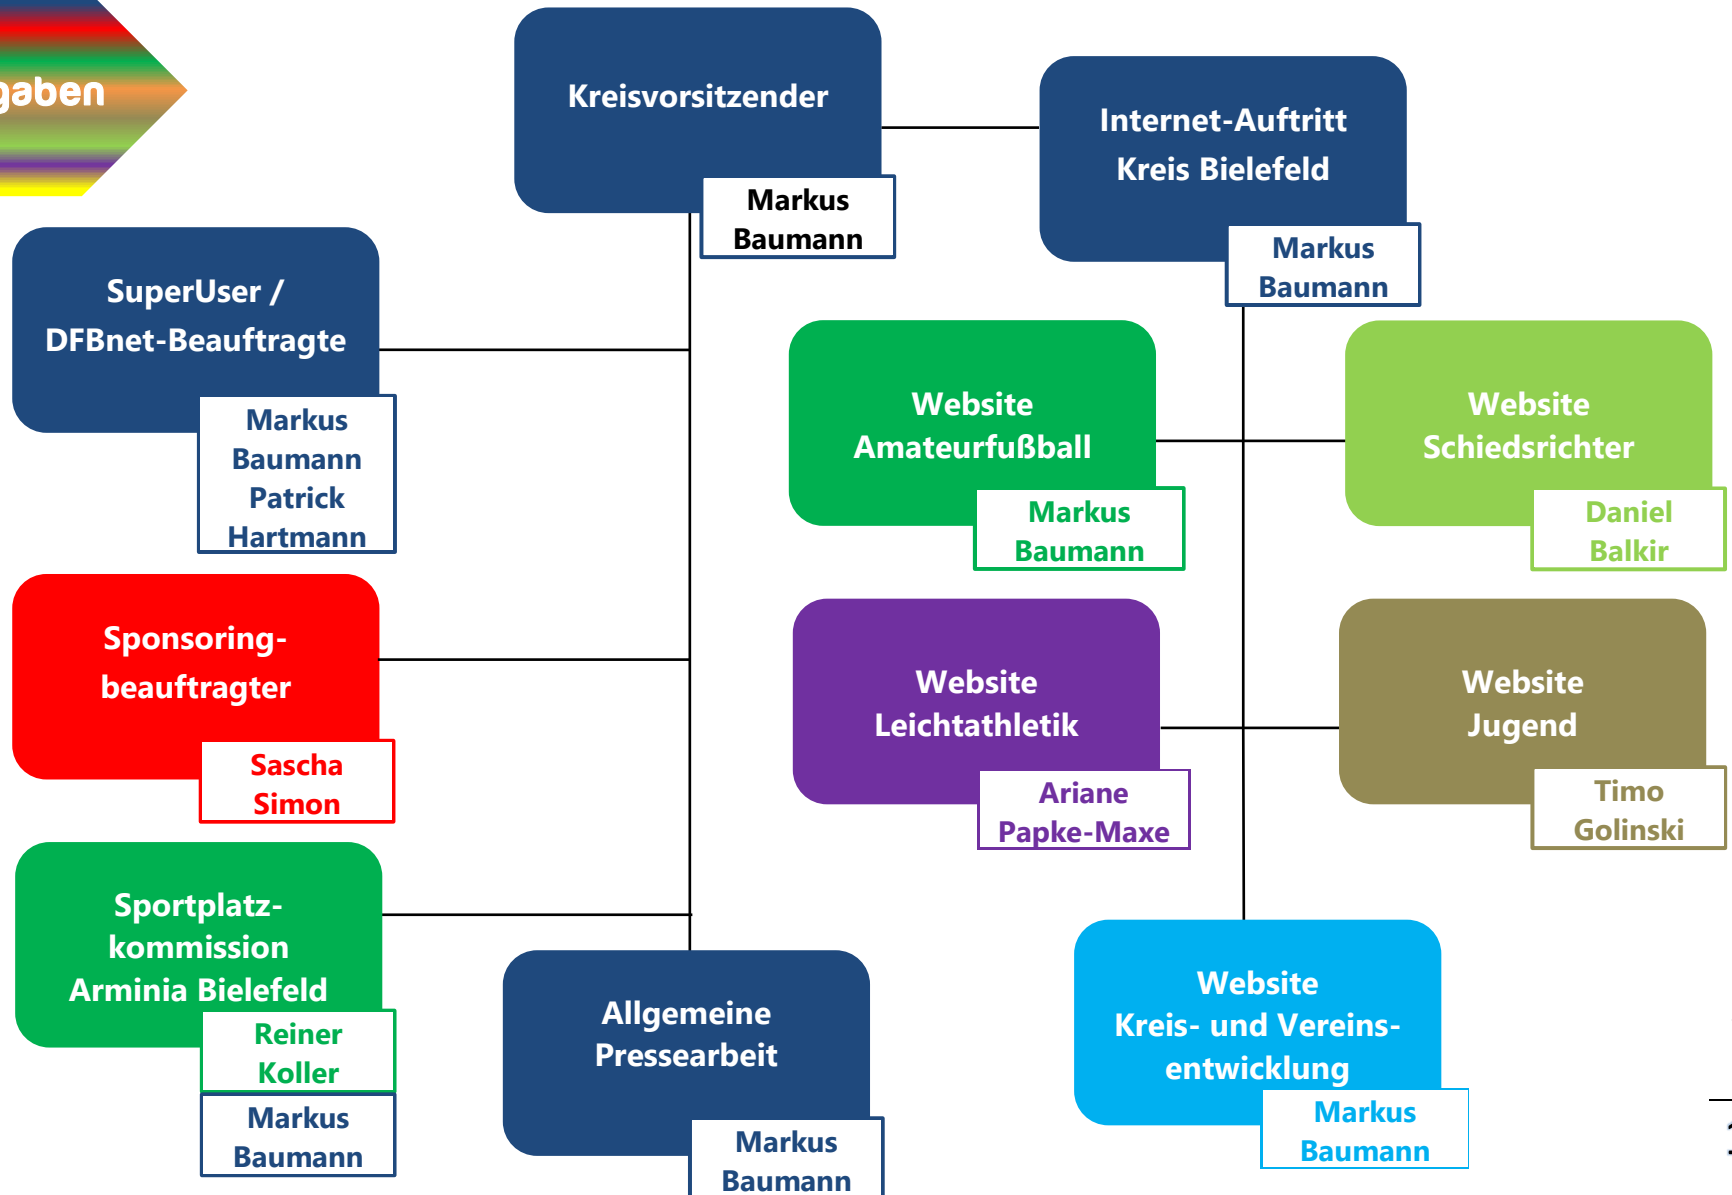 gaben
Kreisvorsitzender
Markus
Baumann
Internet-Auftritt
Kreis Bielefeld
Markus
Baumann
SuperUser /
DFBnet-Beauftragte
Markus
Baumann
Patrick
Hartmann
Website
Amateurfußball
Markus
Baumann
Website
Schiedsrichter
Daniel
Balkir
Sponsoring-
beauftragter
Sascha
Simon
Website
Leichtathletik
Ariane
Papke-Maxe
Website
Jugend
Timo
Golinski
Sportplatz-
kommission
Arminia Bielefeld
Reiner
Koller
Markus
Baumann
Allgemeine
Pressearbeit
Markus
Baumann
Website
Kreis- und Vereins-
entwicklung
Markus
Baumann